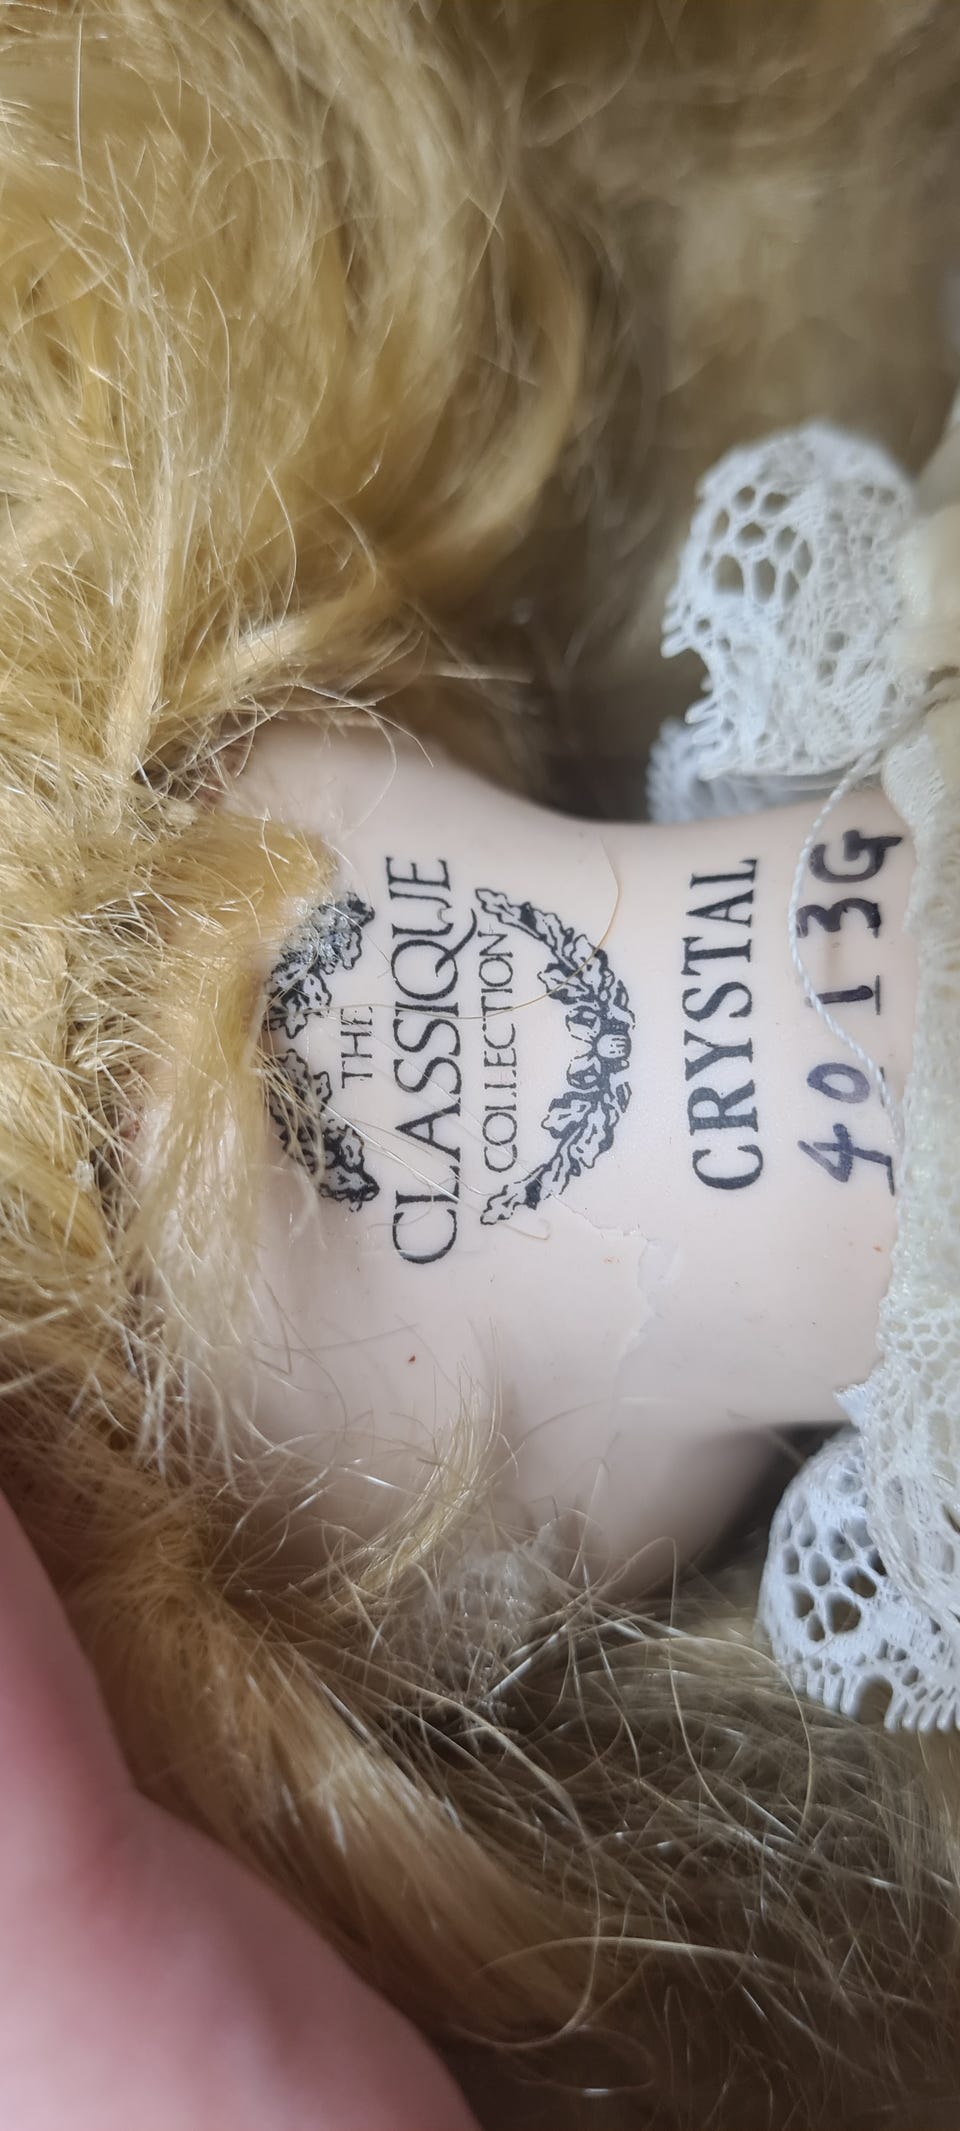 THE
CLASSIQUE
COLLECTION
CRYSTAL
4013G